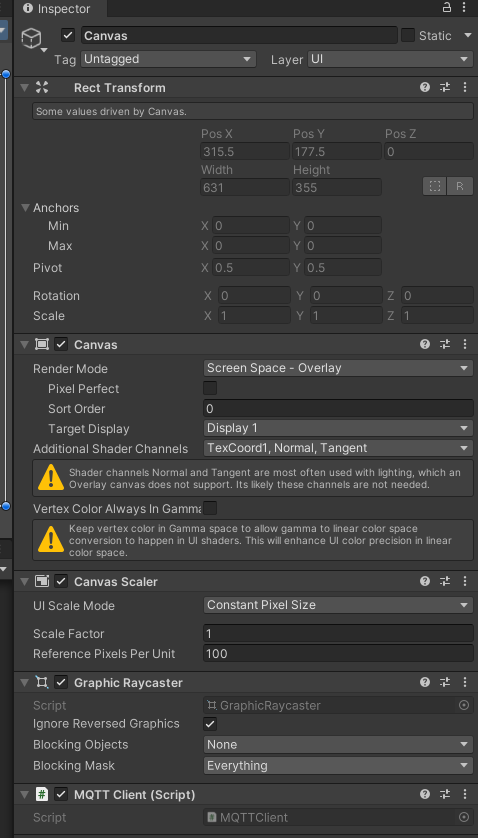 Inspector
Canvas
Static
Tag Untagged Layer UI
Rect Transform
Some values driven by Canvas.
Pos X Pos Y Pos Z
315.5 177.5 0
Width Height
631 355
R
Anchors
Min X 0 Y 0
Max X 0 Y 0
Pivot X 0.5 Y 0.5
Rotation X 0 Y 0 Z 0
Scale X 1 Y 1 Z 1
Canvas
Render Mode Screen Space - Overlay
Pixel Perfect
Sort Order 0
Target Display Display 1
Additional Shader Channels TexCoord1, Normal, Tangent
Shader channels Normal and Tangent are most often used with lighting, which an
Overlay canvas does not support. Its likely these channels are not needed.
Vertex Color Always In Gamma
Keep vertex color in Gamma space to allow gamma to linear color space
conversion to happen in UI shaders. This will enhance UI color precision in linear
color space.
Canvas Scaler
UI Scale Mode Constant Pixel Size
Scale Factor 1
Reference Pixels Per Unit 100
Graphic Raycaster
Script GraphicRaycaster
Ignore Reversed Graphics
Blocking Objects None
Blocking Mask Everything
# MQTT Client (Script)
Script # MQTTClient